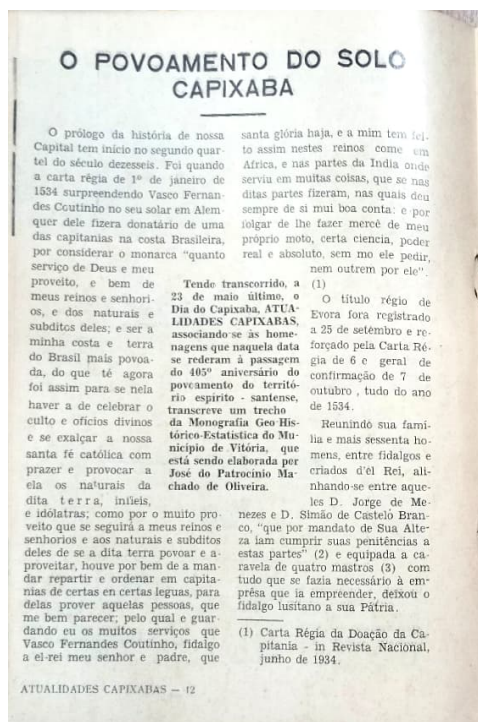 O POVOAMENTO DO SOLO
CAPIXABA
O prólogo da história de nossa
Capital tem início no segundo quar-
tel do século dezesseis. Foi quando
a carta régia de 1º de janeiro de
1534 surpreendendo Vasco Fernan-
des Coutinho no seu solar em Alem-
quer dele fizera donatário de uma
das capitanias na costa Brasileira,
por considerar o monarca "quanto
serviço de Deus e meu
proveito, e bem de
meus reinos e senhori-
os, e dos naturais e
subditos deles; e ser a
minha costa e terra
do Brasil mais povoa-
da, do que té agora
foi assim para se nela
haver a de celebrar o
culto e ofícios divinos
e se exalçar a nossa
santa fé católica com
prazer e provocar a
ela os naturais da
dita terra, infieis,
e idólatras; como por o muito pro-
veito que se seguirá a meus reinos e
senhorios e aos naturais e subditos
deles de se a dita terra povoar e a-
proveitar, houve por bem de a man-
dar repartir e ordenar em capita-
nias de certas en certas leguas, para
delas prover aquelas pessoas, que
me bem parecer; pelo qual e guar-
dando eu os muitos serviços que
Vasco Fernandes Coutinho, fidalgo
a el-rei meu senhor e padre, que
Tendo transcorrido, a
23 de maio último, o
Dia do Capixaba, ATUA-
LIDADES CAPIXABAS,
associando-se às home-
nagens que naquela data
se rederam à passagem
do 405º aniversário do
povoamento do territó-
rio espirito - santense,
transcreve um trecho
da Monografia Geo-His-
tórico-Estatistica do Mu-
nicípio de Vitória, que
está sendo elaborada por
José do Patrocinio Ma-
chado de Oliveira.
santa glória haja, e a mim tem fei-
to assim nestes reinos come em
Africa, e nas partes da India onde
serviu em muitas coisas, que se nas
ditas partes fizeram, nas quais deu
sempre de si mui boa conta: e por
folgar de lhe fazer mercê de meu
próprio moto, certa ciencia, poder
real e absoluto, sem mo ele pedir,
nem outrem por ele".
(1)
O título régio de
Evora fora registrado
a 25 de setembro e re-
forçado pela Carta Ré-
gia de 6 e geral de
confirmação de 7 de
outubro , tudo do ano
de 1534.
Reunindo sua famí-
lia e mais sessenta ho-
mens, entre fidalgos e
criados d'él Rei, ali-
nhando-se entre aque-
les D. Jorge de Me-
nezes e D. Simão de Castelo Bran-
co, "que por mandato de Sua Alte-
za iam cumprir suas penitências a
estas partes" (2) e equipada a ca-
ravela de quatro mastros (3) com
tudo que se fazia necessário à em-
prêsa que ia empreender, deixou o
fidalgo lusitano a sua Pátria.
(1) Carta Régia da Doação da Ca-
pitania - in Revista Nacional,
junho de 1934.
ATUALIDADES CAPIXABAS — 12